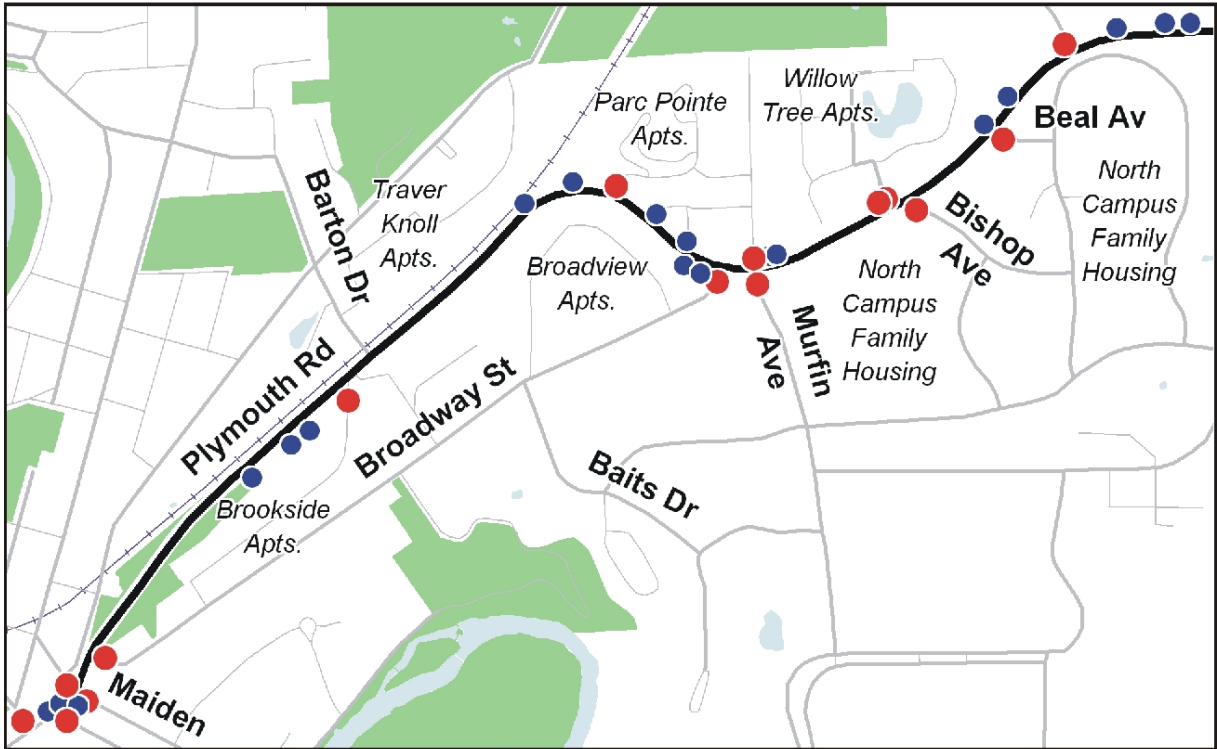 Willow
Tree Apts.
Parc Pointe
Apts.
Beal Av
North
Campus
Family
Housing
Barton Dr
Traver
Knoll
Apts.
Bishop
Ave
Broadview
Apts.
North
Campus
Family
Housing
Murfin
Ave
Plymouth Rd
Broadway St
Baits Dr
Brookside
Apts.
Maiden